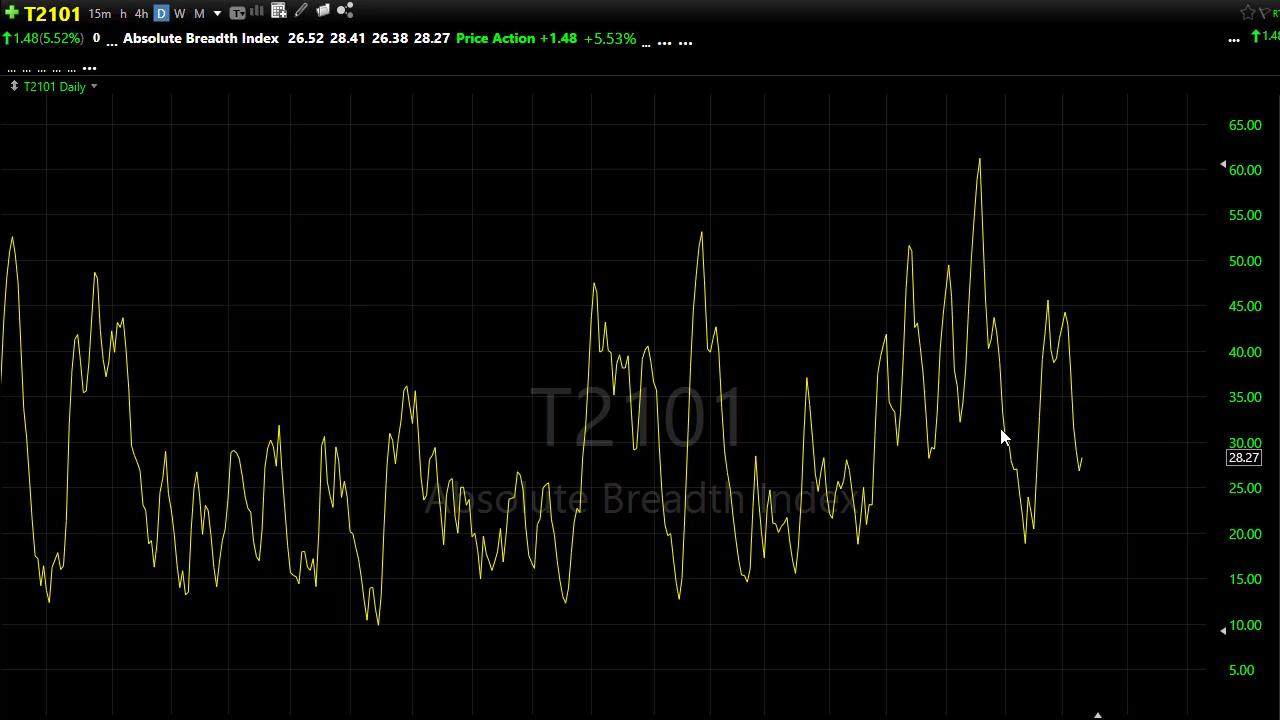 T2101 15m h 4h D W M T
1.48(5.52%) 0 ... Absolute Breadth Index 26.52 28.41 26.38 28.27 Price Action +1.48 +5.53% ... ... ... ... 1.48
... ... ... ... ... ...
T2101 Daily
65.00
60.00
55.00
50.00
45.00
40.00
35.00
T2101
30.00
28.27
25.00
Absolute Breadth Index
20.00
15.00
10.00
5.00